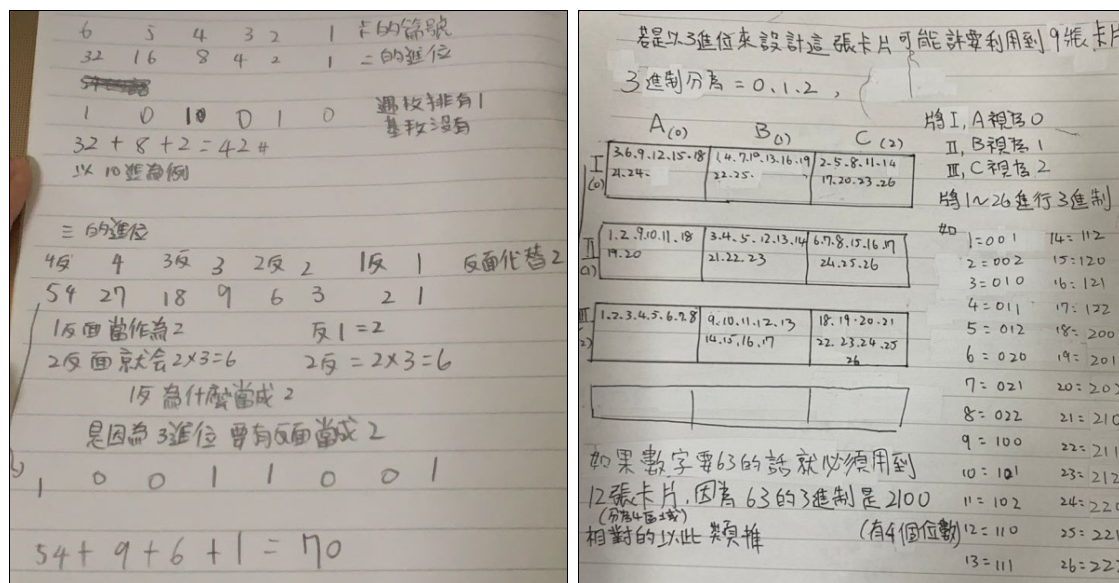 6 5 4 3 2 1 卡的編號
32 16 8 4 2 1 二的進位
1 0 1 0 1 0 遇枚排有1
基枚沒有
32 + 8 + 2 = 42 #
以 10 進為例
三的進位
4反 4 3反 3 2反 2 1反 1 反面代替2
54 27 18 9 6 3 2 1
1反面當作為2 反1=2
2反面就会2×3=6 2反=2×3=6
1反為什麼當成2
是因為3進位 要有反面當成2
1 0 0 1 1 0 0 1
54 + 9 + 6 + 1 = 70
若是以3進位來設計這張卡片可能計要利用到9張卡片
3進制分為=0.1.2,
A(0) B(1) C(2)
I(0)
3.6.9.12.15.18
21.24.
1.4.7.10.13.16.19
22.25.
2.5.8.11.14
17.20.23.26
II(1)
1.2.9.10.11.18
19.20
3.4.5.12.13.14
21.22.23
6.7.8.15.16.17
24.25.26
III
1.2.3.4.5.6.7.8
9.10.11.12.13
14.15.16.17
18.19.20.21
22.23.24.25
26
如果數字要63的話就必須用到
12張卡片,因為63的3進制是2100
(分為4區域)
相對的以此類推 (有4個位數)
將I,A視為0
II,B視為1
III,C視為2
將1~26進行3進制
如
1=001 14=112
2=002 15=120
3=010 16=121
4=011 17=122
5=012 18=200
6=020 19=201
7=021 20=202
8=022 21=210
9=100 22=211
10=101 23=212
11=102 24=220
12=110 25=221
13=111 26=22